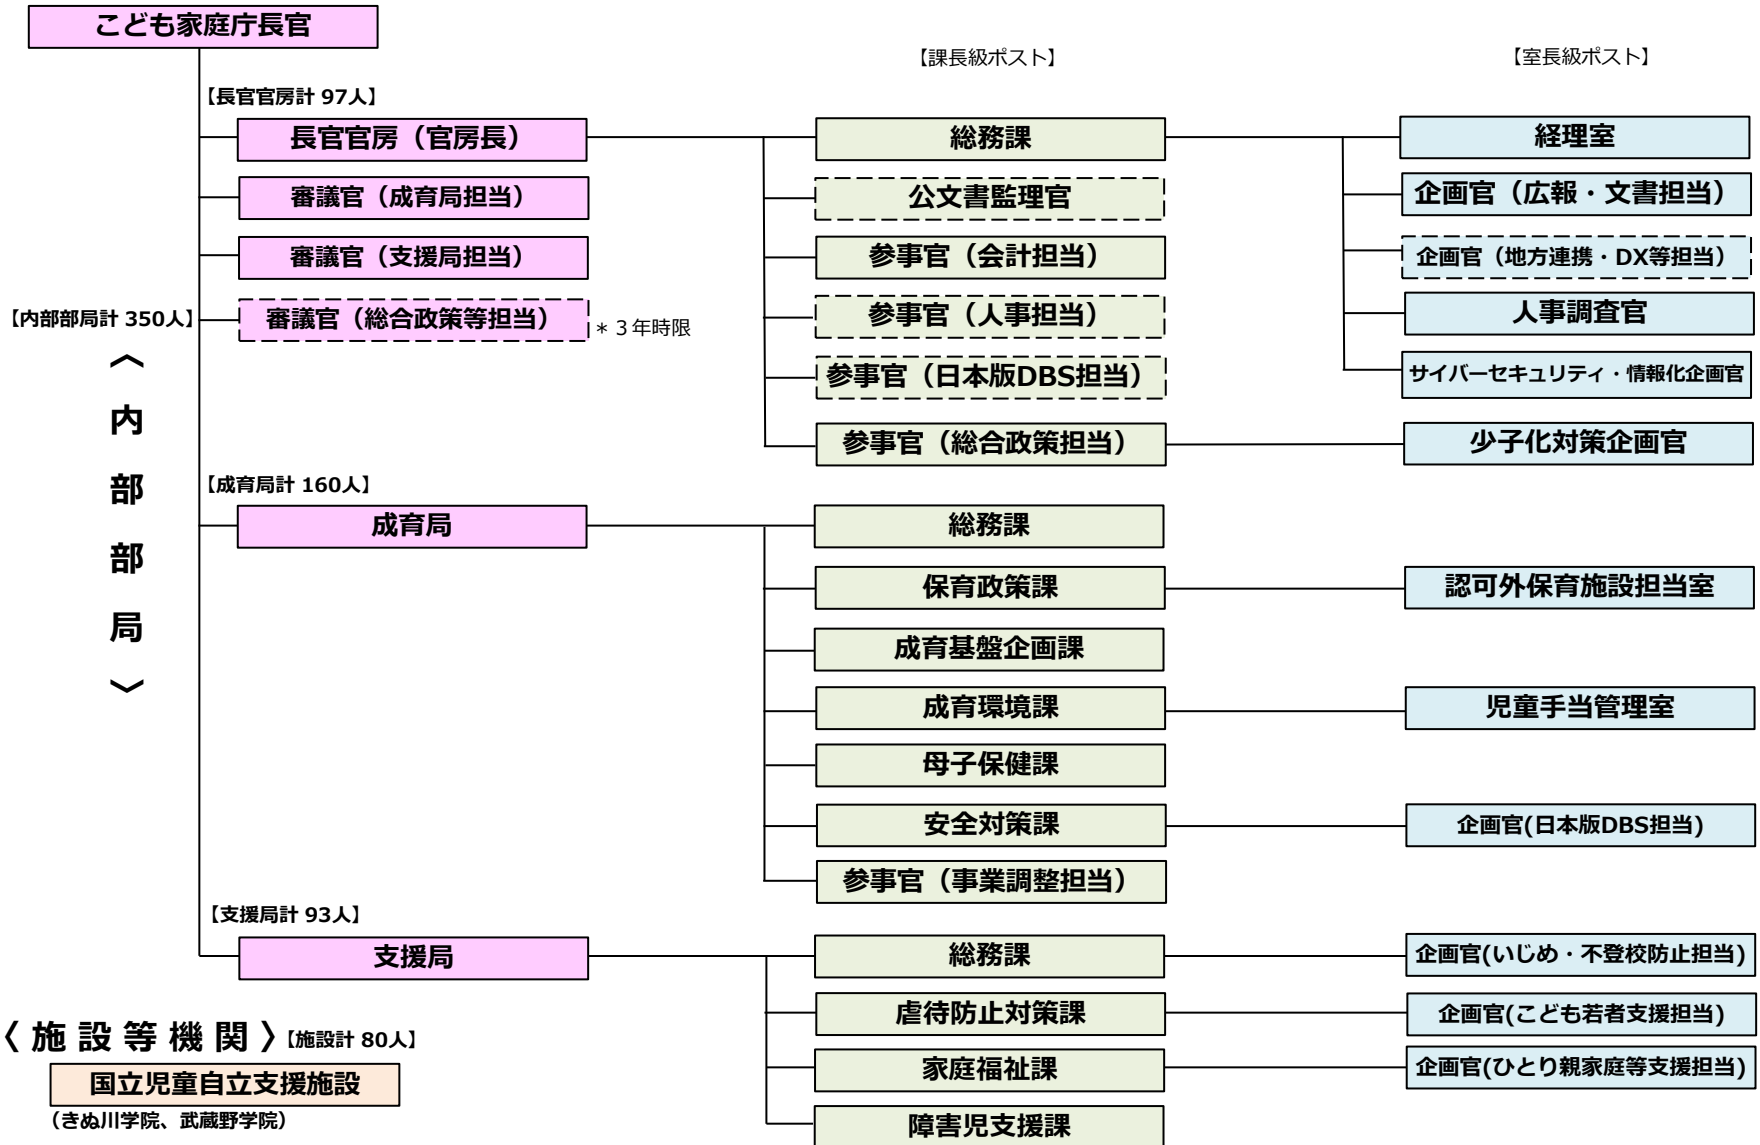 こども家庭庁長官
【課長級ポスト】
【室長級ポスト】
【長官官房計 97人】
長官官房（官房長）
総務課
経理室
審議官（成育局担当）
公文書監理官
企画官（広報・文書担当）
審議官（支援局担当）
参事官（会計担当）
企画官（地方連携・DX等担当）
【内部部局計 350人】
審議官（総合政策等担当）
＊３年時限
参事官（人事担当）
人事調査官
参事官（日本版DBS担当）
サイバーセキュリティ・情報化企画官
参事官（総合政策担当）
少子化対策企画官
〈内部部局〉
【成育局計 160人】
成育局
総務課
保育政策課
認可外保育施設担当室
成育基盤企画課
成育環境課
児童手当管理室
母子保健課
安全対策課
企画官(日本版DBS担当)
参事官（事業調整担当）
【支援局計 93人】
支援局
総務課
企画官(いじめ・不登校防止担当)
虐待防止対策課
企画官(こども若者支援担当)
家庭福祉課
企画官(ひとり親家庭等支援担当)
障害児支援課
〈施設等機関〉【施設計 80人】
国立児童自立支援施設
（きぬ川学院、武蔵野学院）